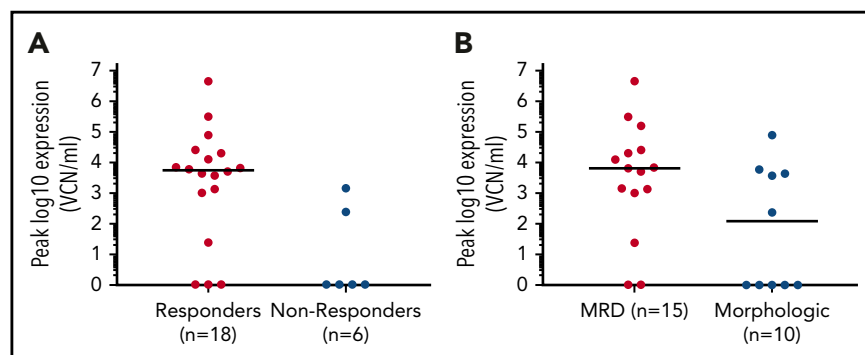 A
Peak log10 expression
(VCN/ml)
7
6
5
4
3
2
1
0
Responders
(n=18)
Non-Responders
(n=6)
B
Peak log10 expression
(VCN/ml)
7
6
5
4
3
2
1
0
MRD (n=15)
Morphologic
(n=10)